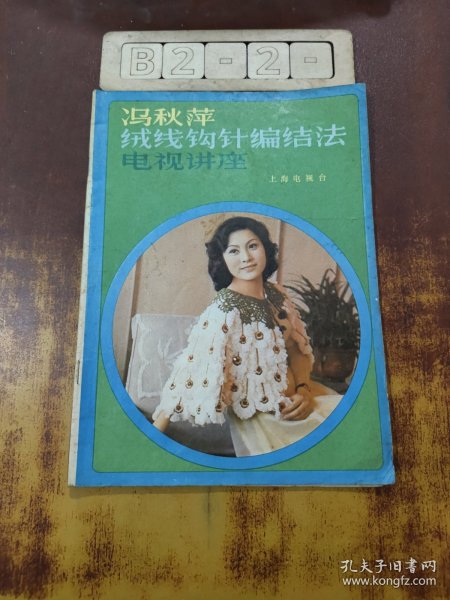 B2-2-
冯秋萍
绒线钩针编结法
电视讲座
上海电视台
孔夫子旧书网
www.kongfz.com